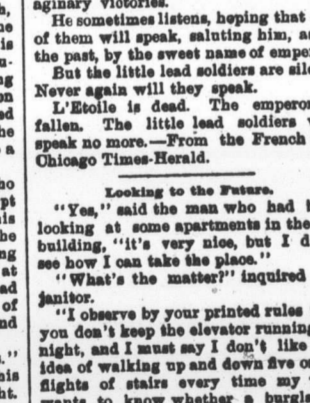 aginary victories.
He sometimes listens, hoping that
of them will speak, saluting him, a
the past, by the sweet name of empe
But the little lead soldiers are sile
Never again will they speak.
L'Etoile is dead. The emperor
fallen. The little lead soldiers
speak no more.—From the French
Chicago Times-Herald.
Looking to the Future.
"Yes," said the man who had
looking at some apartments in the
building, "it's very nice, but I d
see how I can take the place."
"What's the matter?" inquired
janitor.
"I observe by your printed rules
you don't keep the elevator running
night, and I must say I don't like
idea of walking up and down five o
flights of stairs every time my
wants to know whether a burgla